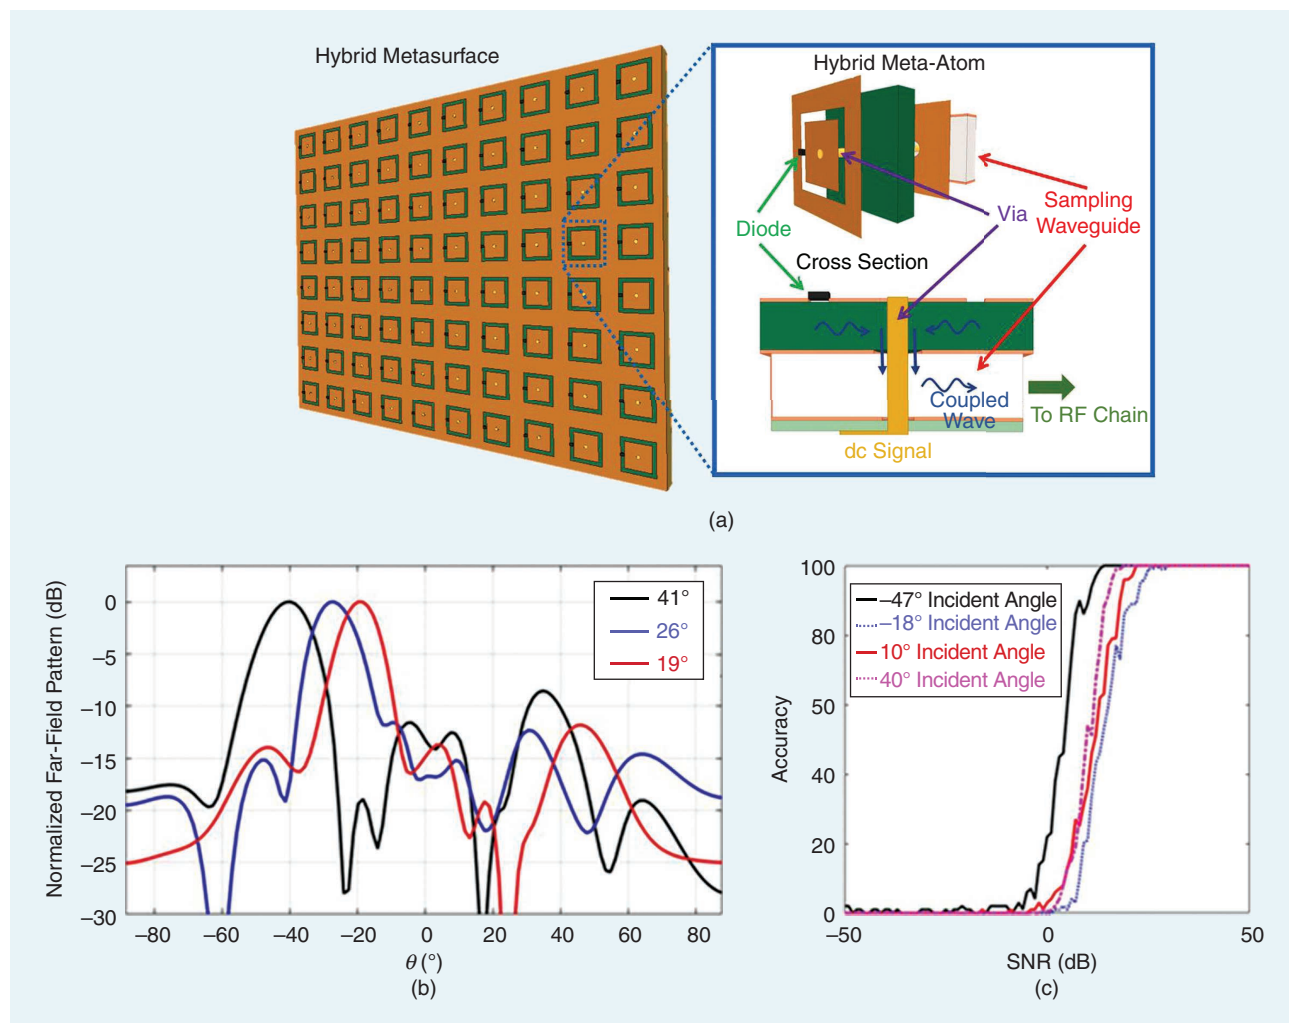 Hybrid Metasurface
Hybrid Meta-Atom
Diode
Via
Sampling
Waveguide
Cross Section
Coupled
Wave
To RF Chain
dc Signal
(a)
Normalized Far-Field Pattern (dB)
0
–5
–10
–15
–20
–25
–30
41°
26°
19°
–80
–60
–40
–20
0
20
40
60
80
θ (°)
(b)
Accuracy
100
80
50
40
20
0
–47° Incident Angle
–18° Incident Angle
10° Incident Angle
40° Incident Angle
–50
0
50
SNR (dB)
(c)